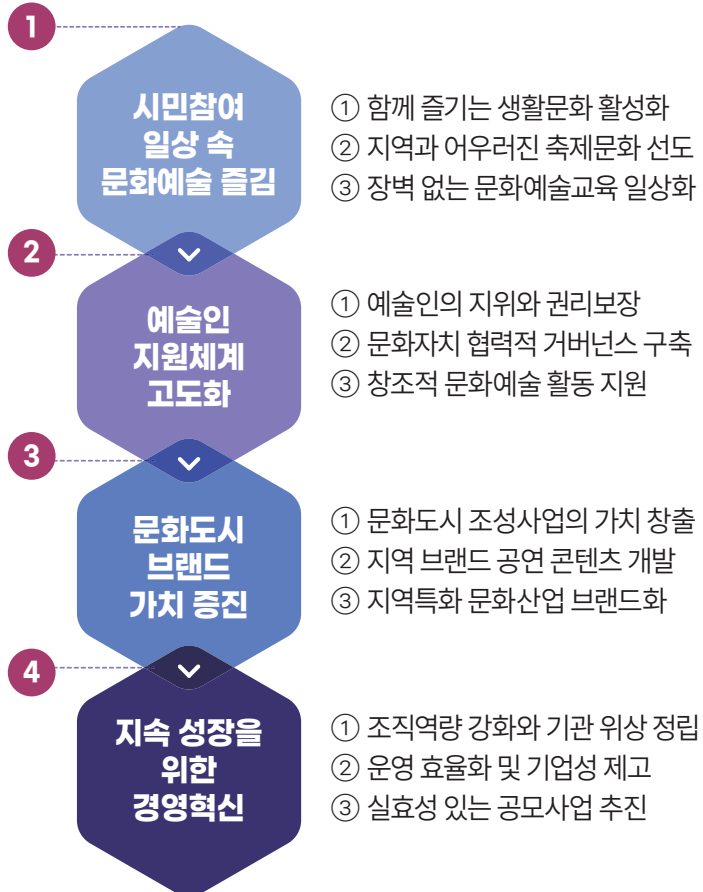 1
시민참여
일상 속
문화예술 즐김
① 함께 즐기는 생활문화 활성화
② 지역과 어우러진 축제문화 선도
③ 장벽 없는 문화예술교육 일상화
2
예술인
지원체계
고도화
① 예술인의 지위와 권리보장
② 문화자치 협력적 거버넌스 구축
③ 창조적 문화예술 활동 지원
3
문화도시
브랜드
가치 증진
① 문화도시 조성사업의 가치 창출
② 지역 브랜드 공연 콘텐츠 개발
③ 지역특화 문화산업 브랜드화
4
지속 성장을
위한
경영혁신
① 조직역량 강화와 기관 위상 정립
② 운영 효율화 및 기업성 제고
③ 실효성 있는 공모사업 추진